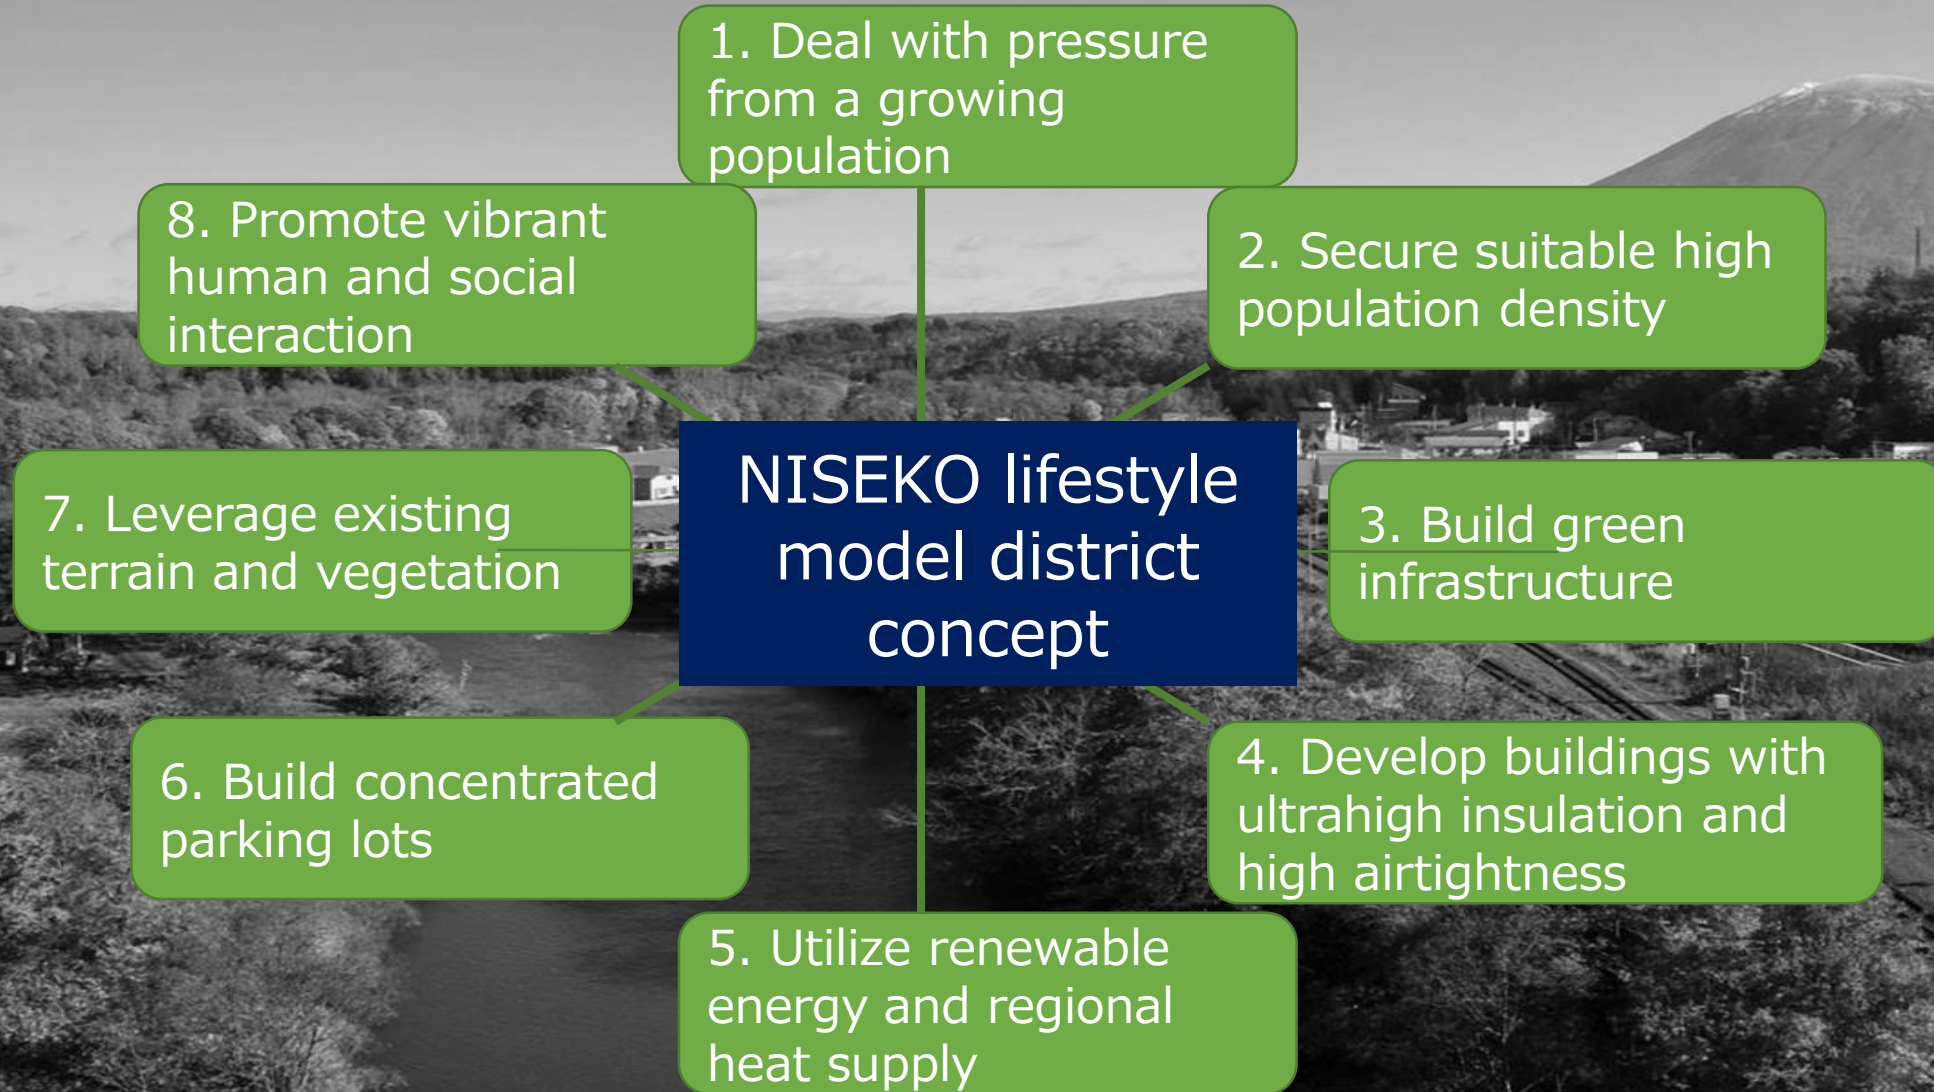 1. Deal with pressure
from a growing
population
8. Promote vibrant
human and social
interaction
2. Secure suitable high
population density
NISEKO lifestyle
model district
concept
7. Leverage existing
terrain and vegetation
3. Build green
infrastructure
6. Build concentrated
parking lots
4. Develop buildings with
ultrahigh insulation and
high airtightness
5. Utilize renewable
energy and regional
heat supply